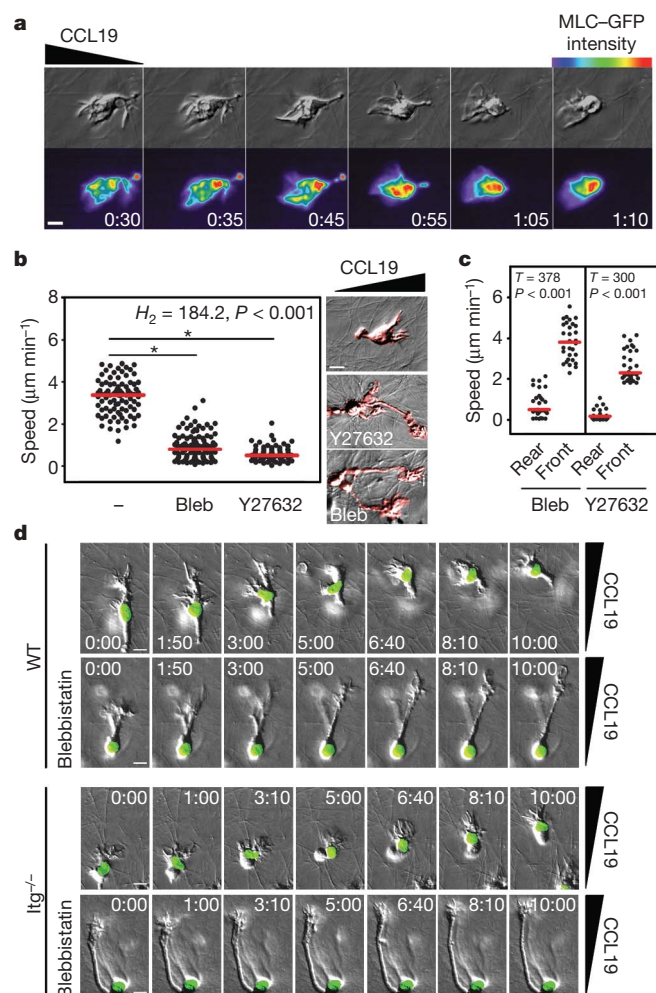 a
CCL19
MLC–GFP
intensity
0:30 0:35 0:45 0:55 1:05 1:10
b
CCL19
8
6
4
2
0
Speed (µm min⁻¹)
H₂ = 184.2, P < 0.001
*
*
– Bleb Y27632
Y27632
Bleb
c
T = 378
P < 0.001
T = 300
P < 0.001
6
4
2
0
Speed (µm min⁻¹)
Rear Front Rear Front
Bleb Y27632
d
WT
0:00 1:50 3:00 5:00 6:40 8:10 10:00
CCL19
Blebbistatin
0:00 1:50 3:00 5:00 6:40 8:10 10:00
CCL19
Itg⁻/⁻
0:00 1:00 3:10 5:00 6:40 8:10 10:00
CCL19
Blebbistatin
0:00 1:00 3:10 5:00 6:40 8:10 10:00
CCL19